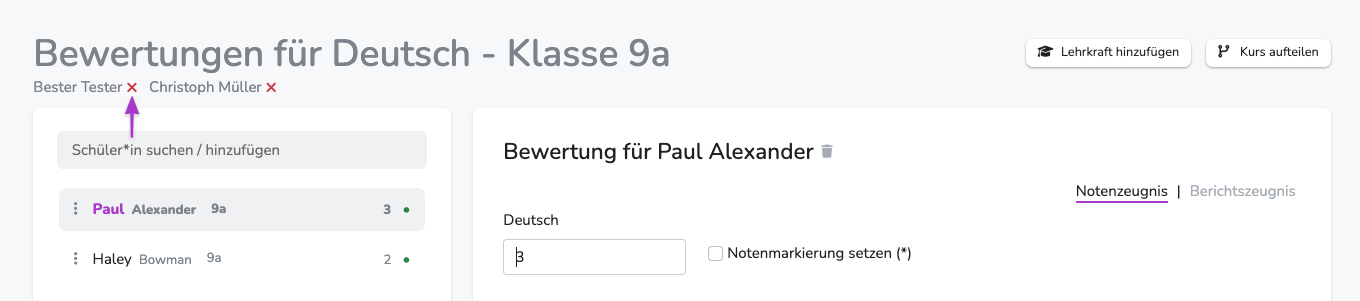 Bewertungen für Deutsch - Klasse 9a
Lehrkraft hinzufügen
Kurs aufteilen
Bester Tester Christoph Müller
Schüler*in suchen / hinzufügen
Paul Alexander 9a 3
Haley Bowman 9a 2
Bewertung für Paul Alexander
Notenzeugnis | Berichtszeugnis
Deutsch
3
Notenmarkierung setzen (*)